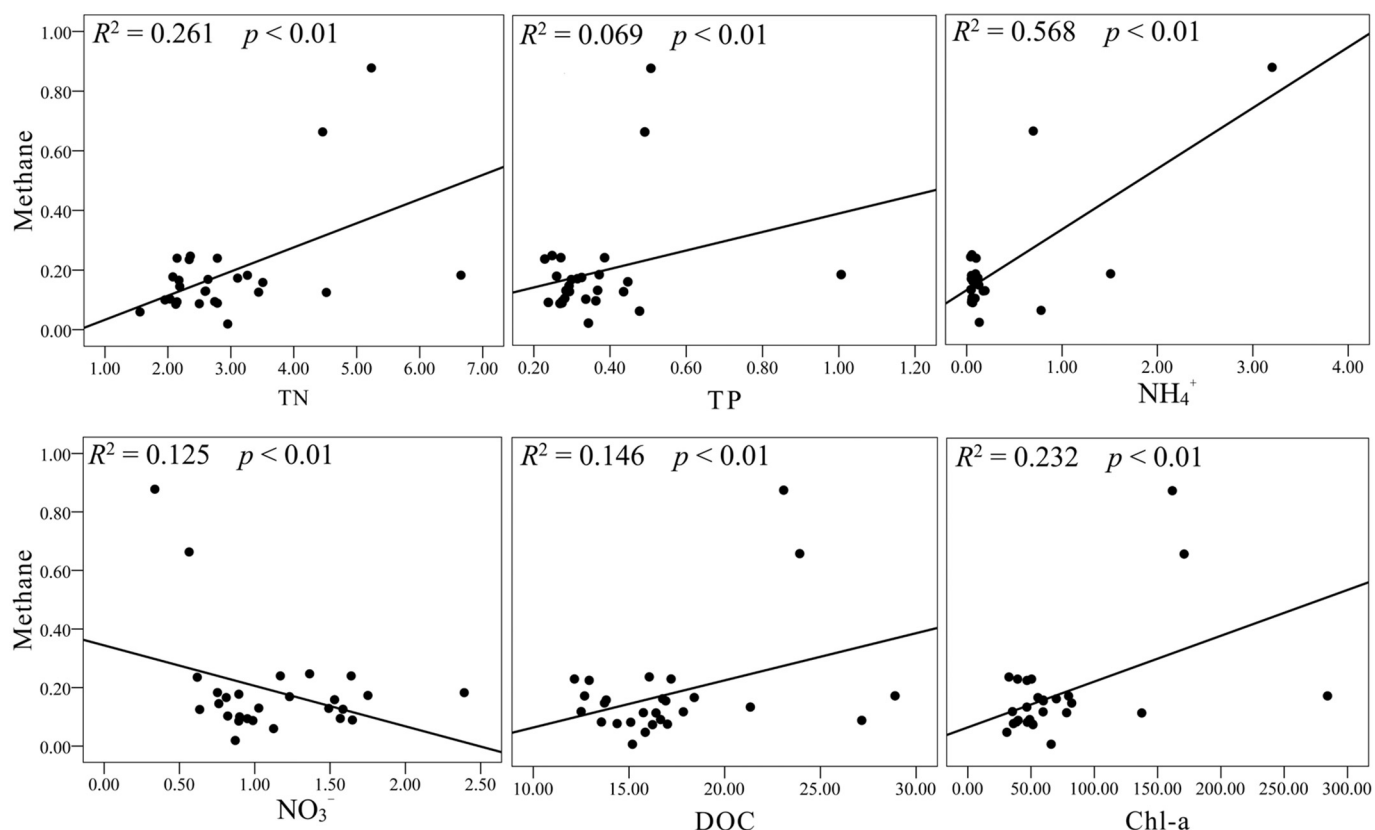 R² = 0.261 p < 0.01
R² = 0.069 p < 0.01
R² = 0.568 p < 0.01
1.00
0.80
0.60
0.40
0.20
0.00
Methane
1.00 2.00 3.00 4.00 5.00 6.00 7.00
TN
0.20 0.40 0.60 0.80 1.00 1.20
TP
0.00 1.00 2.00 3.00 4.00
NH₄⁺
R² = 0.125 p < 0.01
R² = 0.146 p < 0.01
R² = 0.232 p < 0.01
1.00
0.80
0.60
0.40
0.20
0.00
Methane
0.00 0.50 1.00 1.50 2.00 2.50
NO₃⁻
10.00 15.00 20.00 25.00 30.00
DOC
0.00 50.00 100.00 150.00 200.00 250.00 300.00
Chl-a